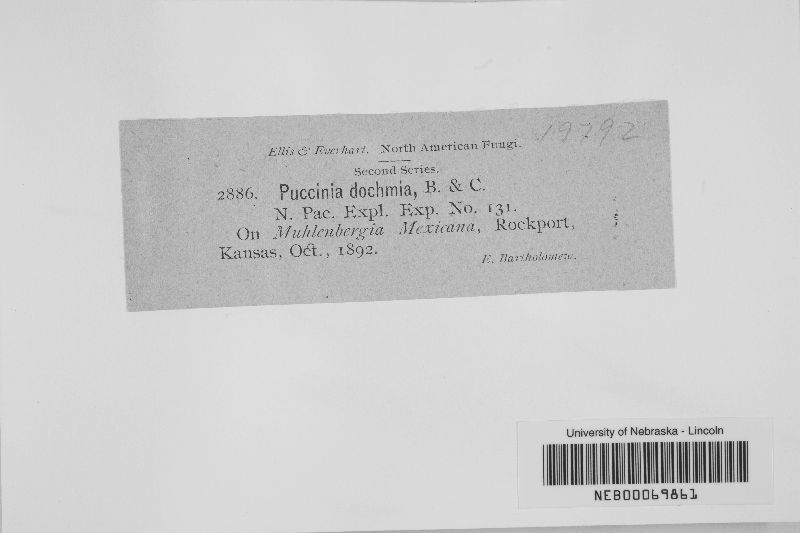 19792
Ellis & Everhart. North American Fungi.
Second Series.
2886. Puccinia dochmia, B. & C.
N. Pac. Expl. Exp. No. 131.
On Muhlenbergia Mexicana, Rockport,
Kansas, Oct., 1892.
E. Bartholomew.
University of Nebraska - Lincoln
NEB00069861